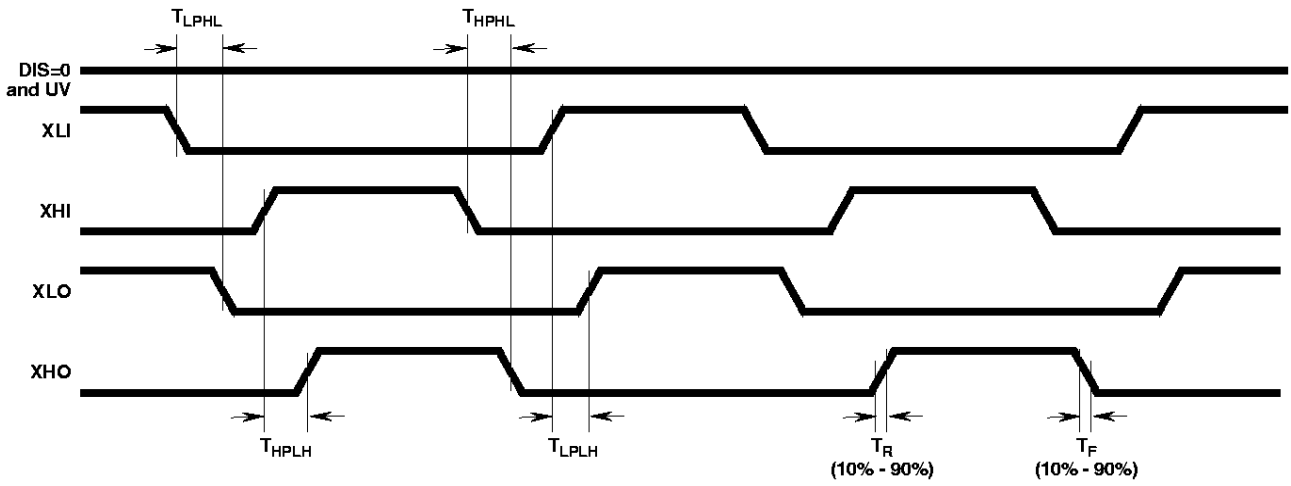 TLPHL THPHL
DIS=0
and UV
XLI
XHI
XLO
XHO
THPLH TLPLH TR TF
(10% - 90%) (10% - 90%)